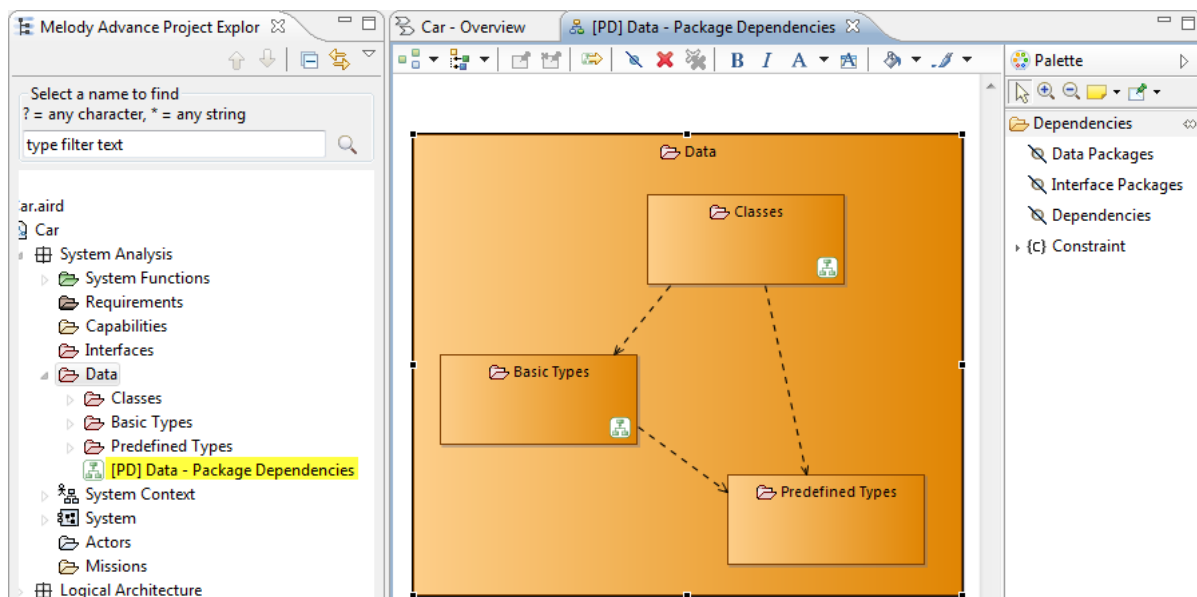 Melody Advance Project Explor
Select a name to find
? = any character, * = any string
type filter text
ar.aird
Car
System Analysis
System Functions
Requirements
Capabilities
Interfaces
Data
Classes
Basic Types
Predefined Types
[PD] Data - Package Dependencies
System Context
System
Actors
Missions
Logical Architecture
Car - Overview
[PD] Data - Package Dependencies
B I A A
Data
Classes
Basic Types
Predefined Types
Palette
Dependencies
Data Packages
Interface Packages
Dependencies
{c} Constraint